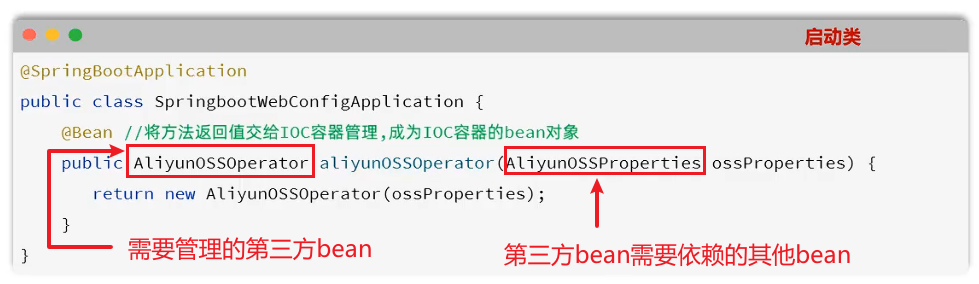 启动类
@SpringBootApplication
public class SpringbootWebConfigApplication {
@Bean //将方法返回值交给IOC容器管理,成为IOC容器的bean对象
public AliyunOSSOperator aliyunOSSOperator(AliyunOSSProperties ossProperties) {
return new AliyunOSSOperator(ossProperties);
}
需要管理的第三方bean
第三方bean需要依赖的其他bean
}